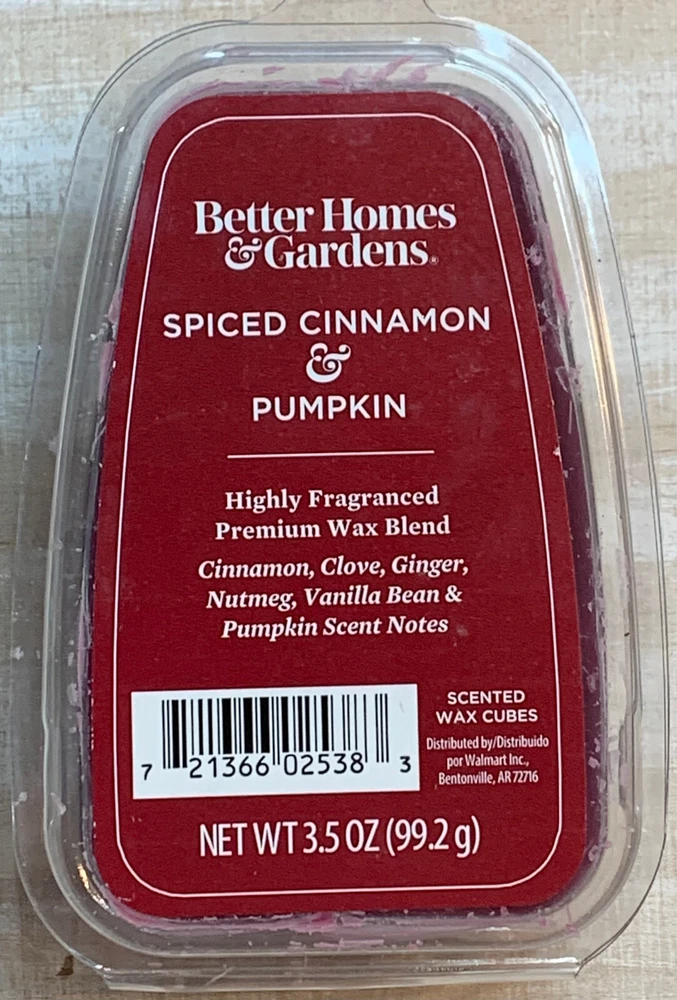 Better Homes
& Gardens®
SPICED CINNAMON
&
PUMPKIN
Highly Fragranced
Premium Wax Blend
Cinnamon, Clove, Ginger,
Nutmeg, Vanilla Bean &
Pumpkin Scent Notes
7 21366 02538 3
SCENTED
WAX CUBES
Distributed by/Distribuido
por Walmart Inc.,
Bentonville, AR 72716
NET WT 3.5 OZ (99.2 g)